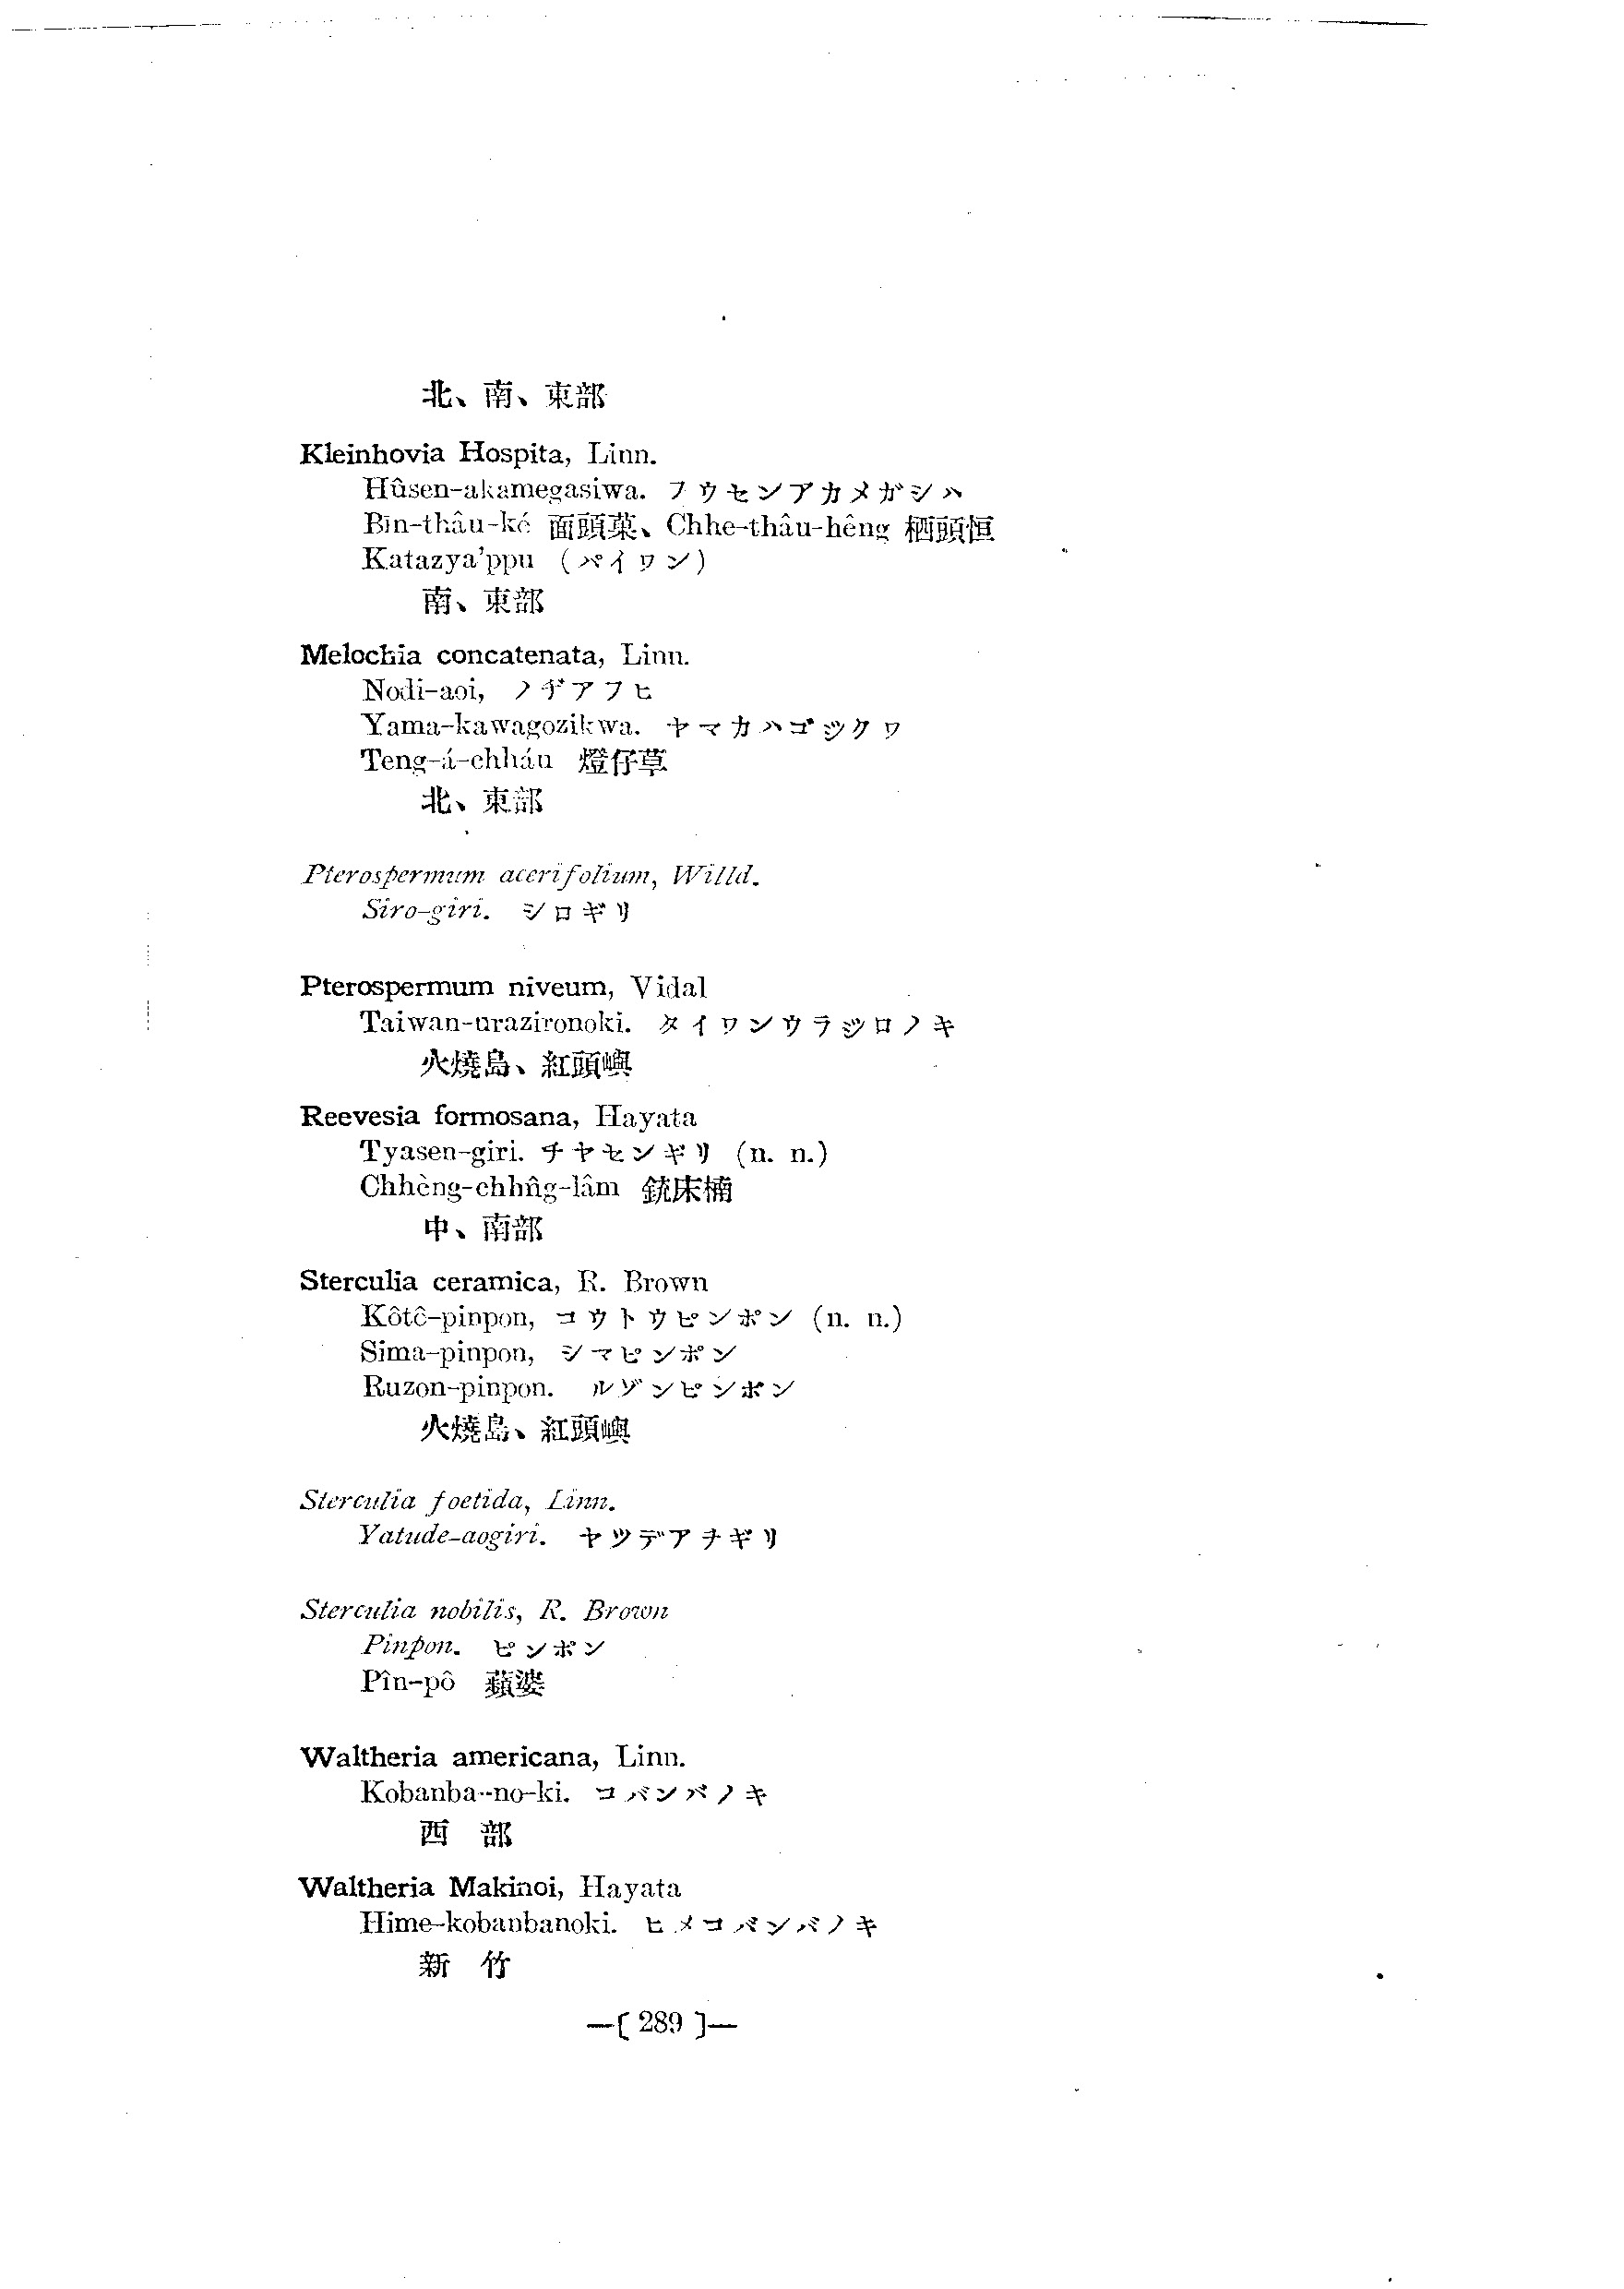 北、南、東部
Kleinhovia Hospita, Linn.
Hûsen-akamegasiwa. フウセンアカメガシハ
Bīn-thâu-ké 面頭菓、Chhe-thâu-hêng 栖頭恒
Katazya'ppu (パイワン)
南、東部
Melochia concatenata, Linn.
Nodi-aoi, ノヂアフヒ
Yama-kawagozikwa. ヤマカハゴジクワ
Teng-á-chháu 燈仔草
北、東部
Pterospermum acerifolium, Willd.
Siro-giri. シロギリ
Pterospermum niveum, Vidal
Taiwan-urazironoki. タイワンウラジロノキ
火燒島、紅頭嶼
Reevesia formosana, Hayata
Tyasen-giri. チヤセンギリ (n. n.)
Chhèng-chhn̂g-lâm 銃床楠
中、南部
Sterculia ceramica, R. Brown
Kôtô-pinpon, コウトウピンポン (n. n.)
Sima-pinpon, シマピンポン
Ruzon-pinpon. ルゾンピンポン
火燒島、紅頭嶼
Sterculia foetida, Linn.
Yatude-aogiri. ヤツデアヲギリ
Sterculia nobilis, R. Brown
Pinpon. ピンポン
Pîn-pô 蘋婆
Waltheria americana, Linn.
Kobanba-no-ki. コバンバノキ
西 部
Waltheria Makinoi, Hayata
Hime-kobanbanoki. ヒメコバンバノキ
新 竹
—[ 289 ]—